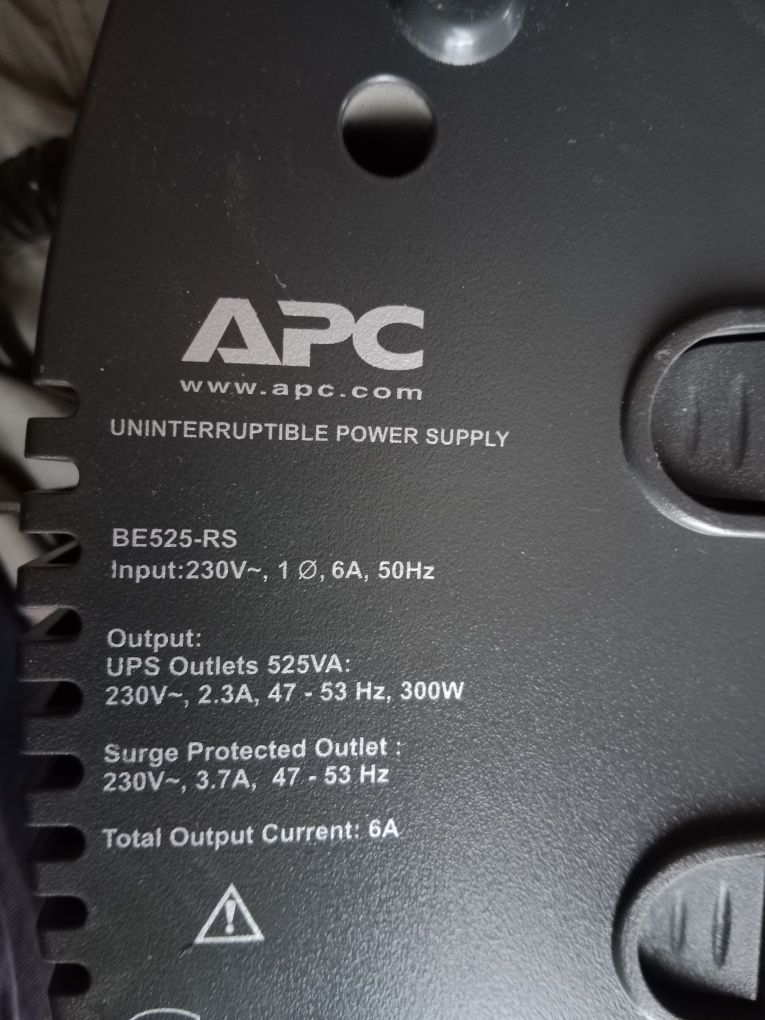 APC
www.apc.com
UNINTERRUPTIBLE POWER SUPPLY
BE525-RS
Input:230V~, 1 Ø, 6A, 50Hz
Output:
UPS Outlets 525VA:
230V~, 2.3A, 47 - 53 Hz, 300W
Surge Protected Outlet :
230V~, 3.7A, 47 - 53 Hz
Total Output Current: 6A